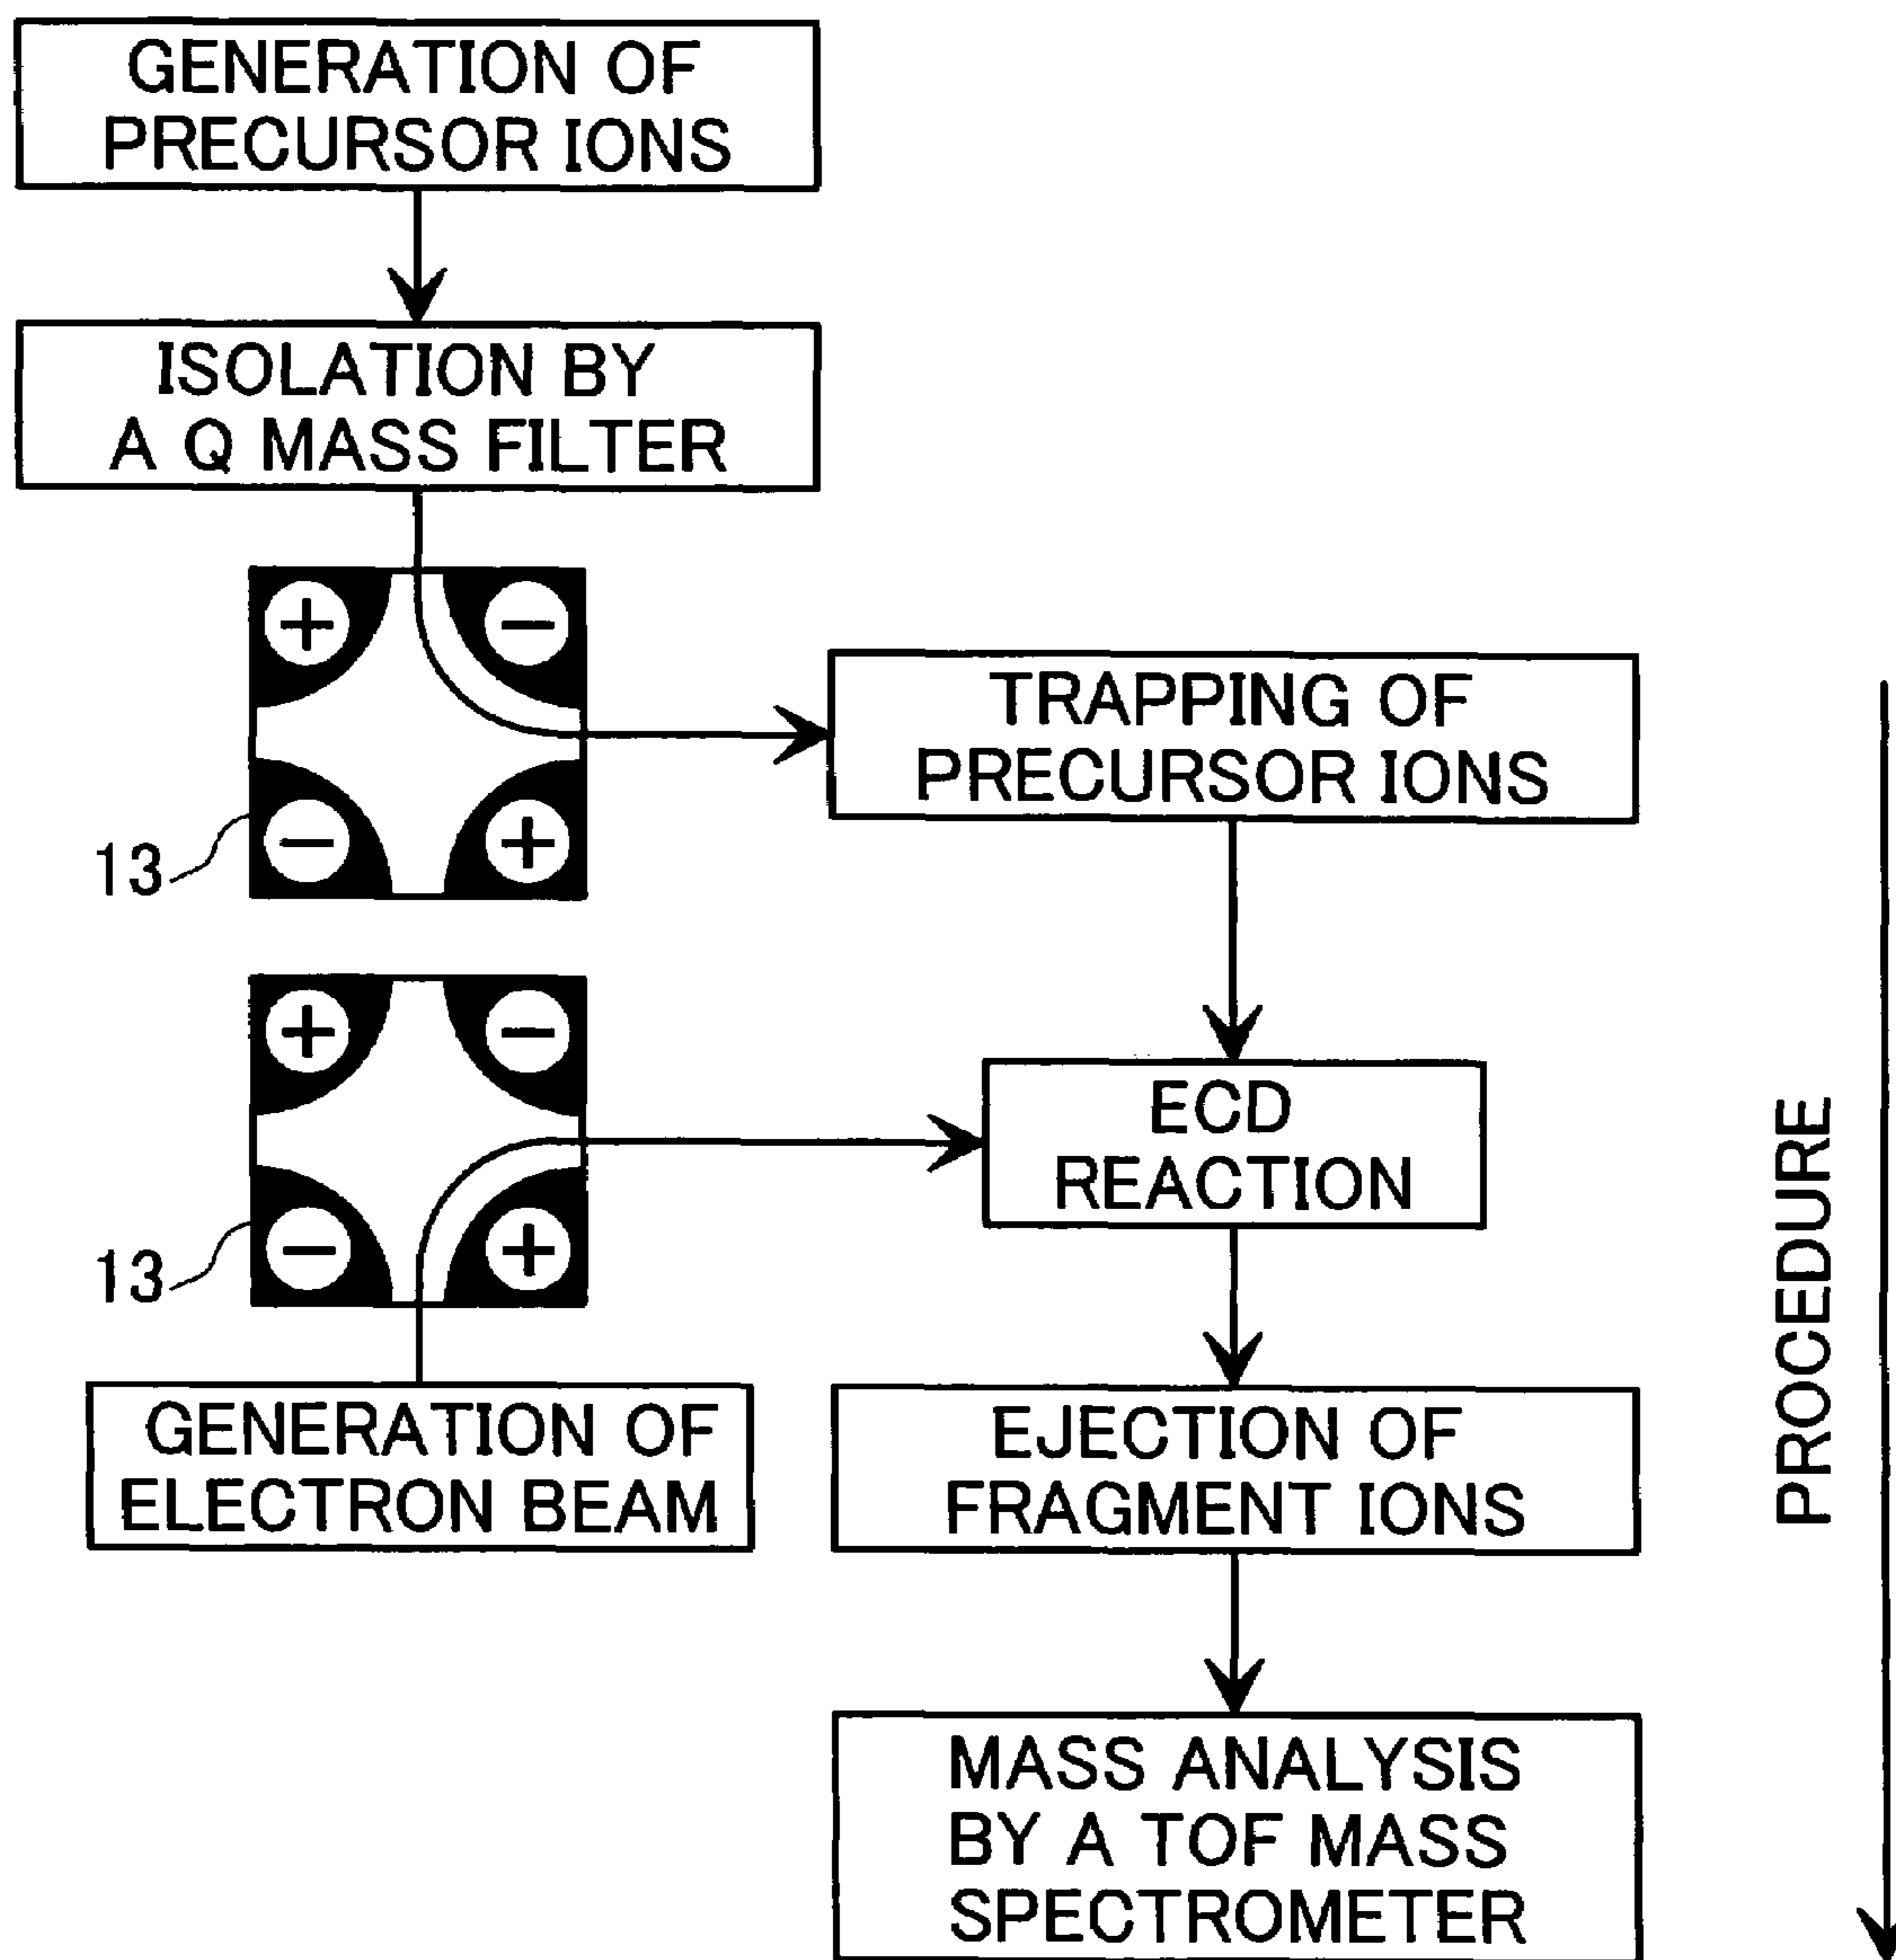 GENERATION OF
PRECURSOR IONS
ISOLATION BY
A Q MASS FILTER
+ −
− +
13
TRAPPING OF
PRECURSOR IONS
+ −
− +
13
ECD
REACTION
GENERATION OF
ELECTRON BEAM
EJECTION OF
FRAGMENT IONS
MASS ANALYSIS
BY A TOF MASS
SPECTROMETER
PROCEDURE